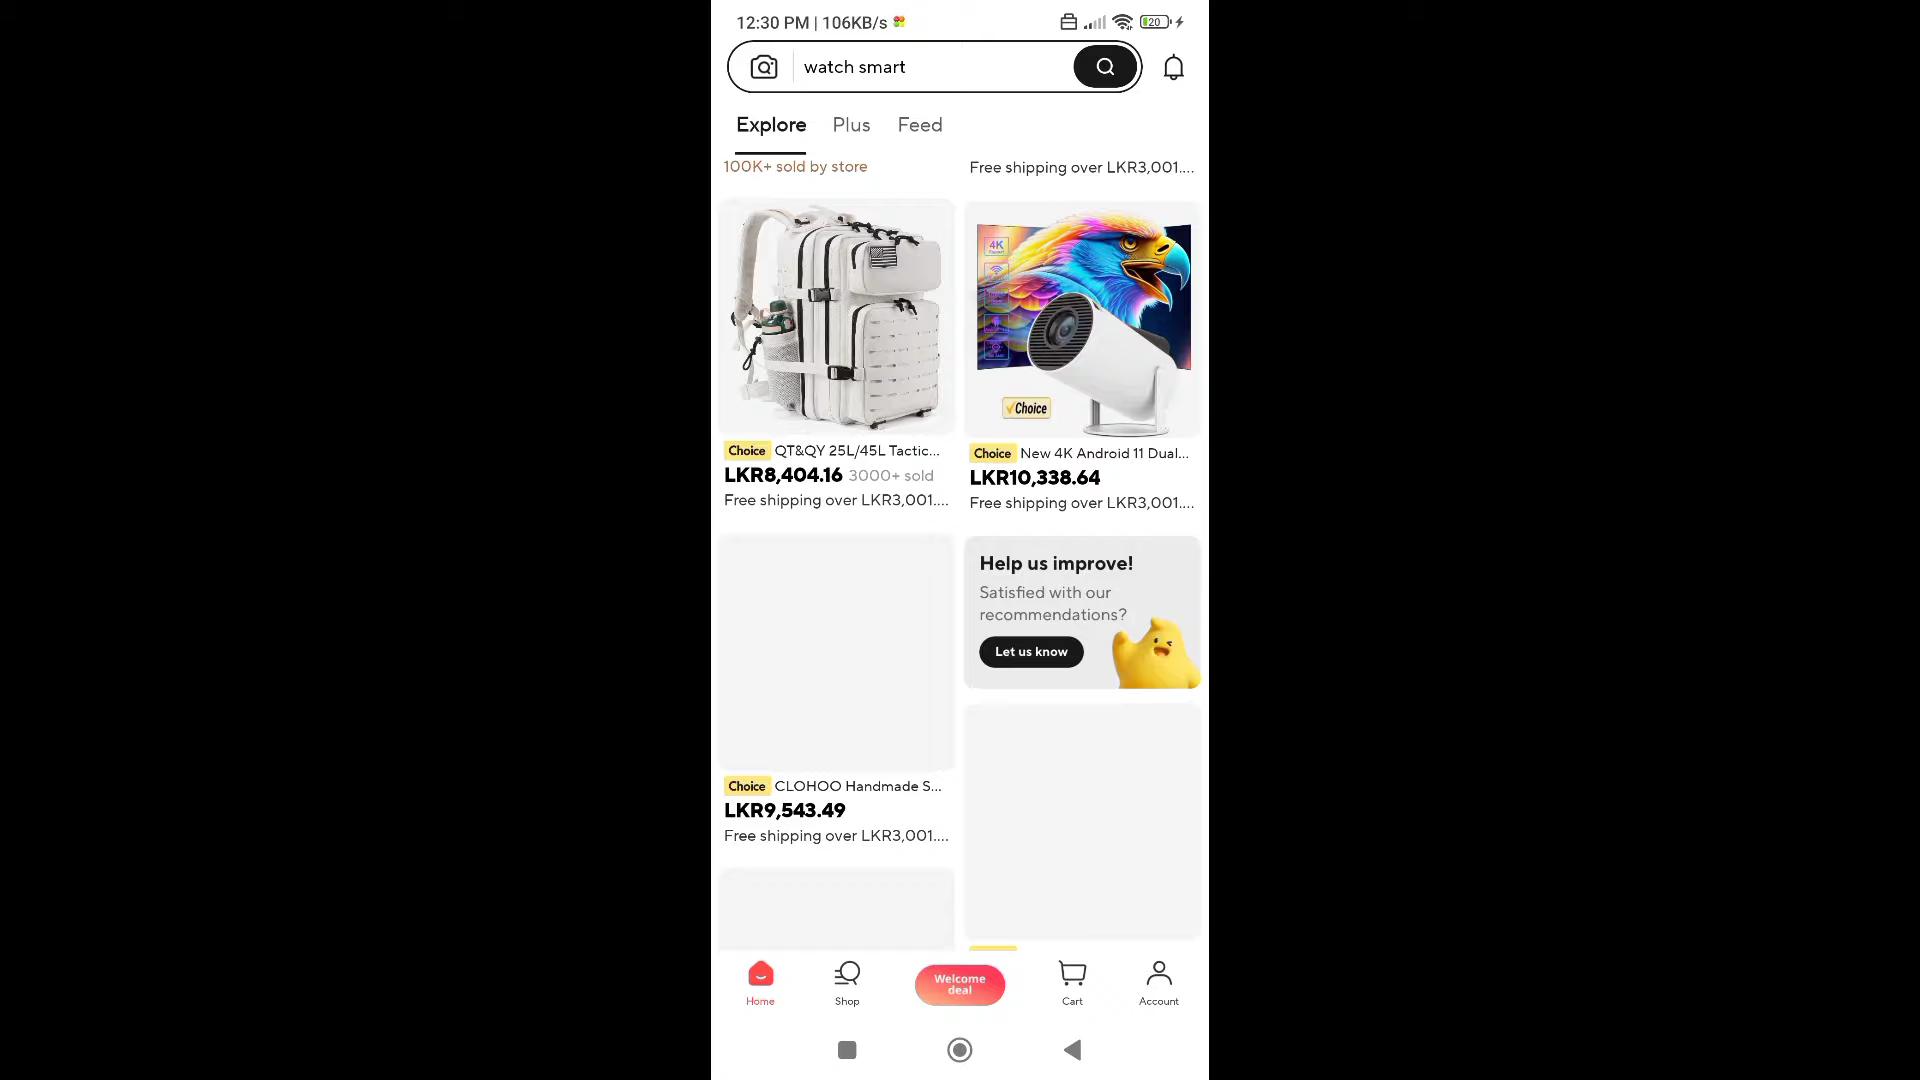 12:30 PM | 106KB/s
20
watch smart
Explore Plus Feed
100K+ sold by store
Free shipping over LKR3,001....
4K
Choice
Choice QT&QY 25L/45L Tactic...
LKR8,404.16 3000+ sold
Free shipping over LKR3,001....
Choice New 4K Android 11 Dual...
LKR10,338.64
Free shipping over LKR3,001....
Help us improve!
Satisfied with our
recommendations?
Let us know
Choice CLOHOO Handmade S...
LKR9,543.49
Free shipping over LKR3,001....
Home
Shop
Welcome
deal
Cart
Account